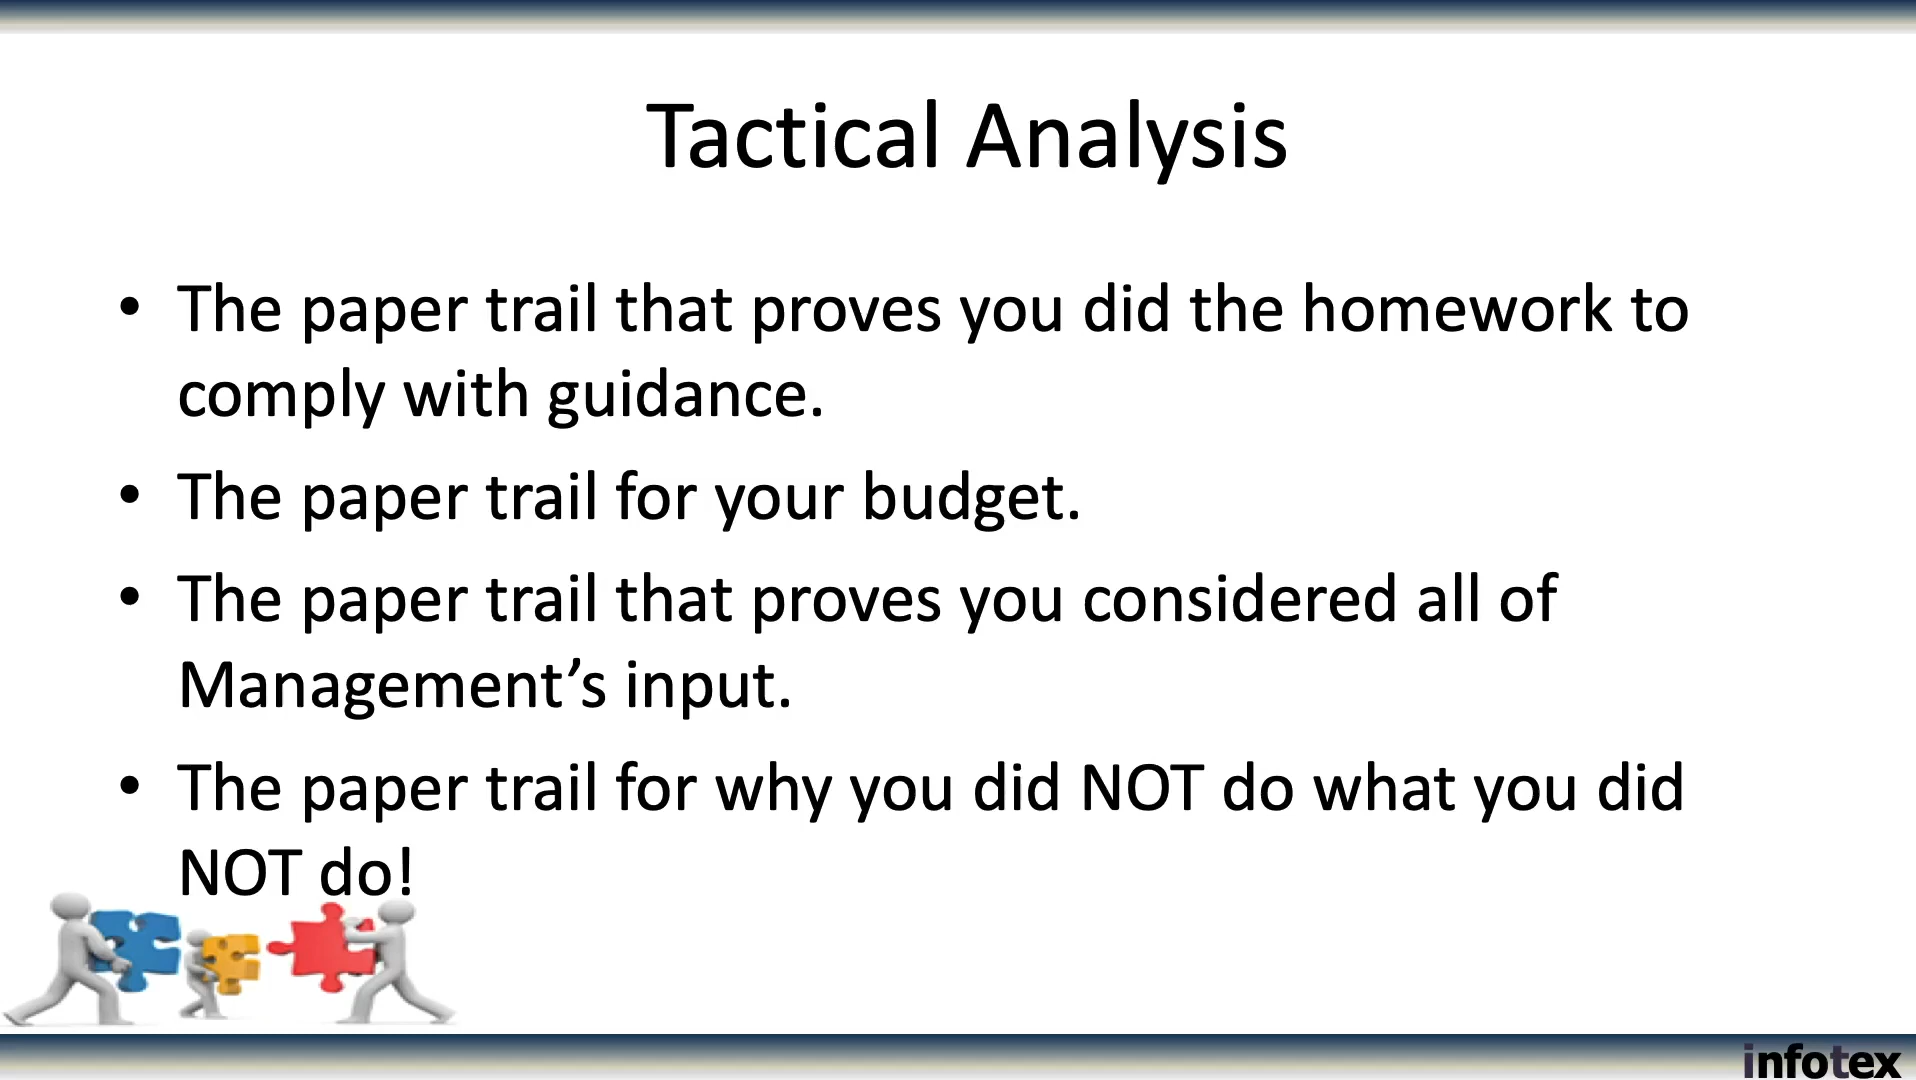 Tactical Analysis
• The paper trail that proves you did the homework to
comply with guidance.
• The paper trail for your budget.
• The paper trail that proves you considered all of
Management’s input.
• The paper trail for why you did NOT do what you did
NOT do!
infotex